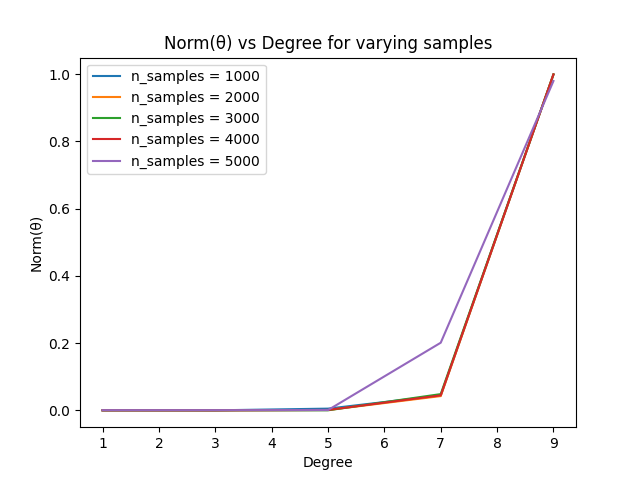 Norm(θ) vs Degree for varying samples
n_samples = 1000
n_samples = 2000
n_samples = 3000
n_samples = 4000
n_samples = 5000
1.0
0.8
0.6
0.4
0.2
0.0
Norm(θ)
1 2 3 4 5 6 7 8 9
Degree